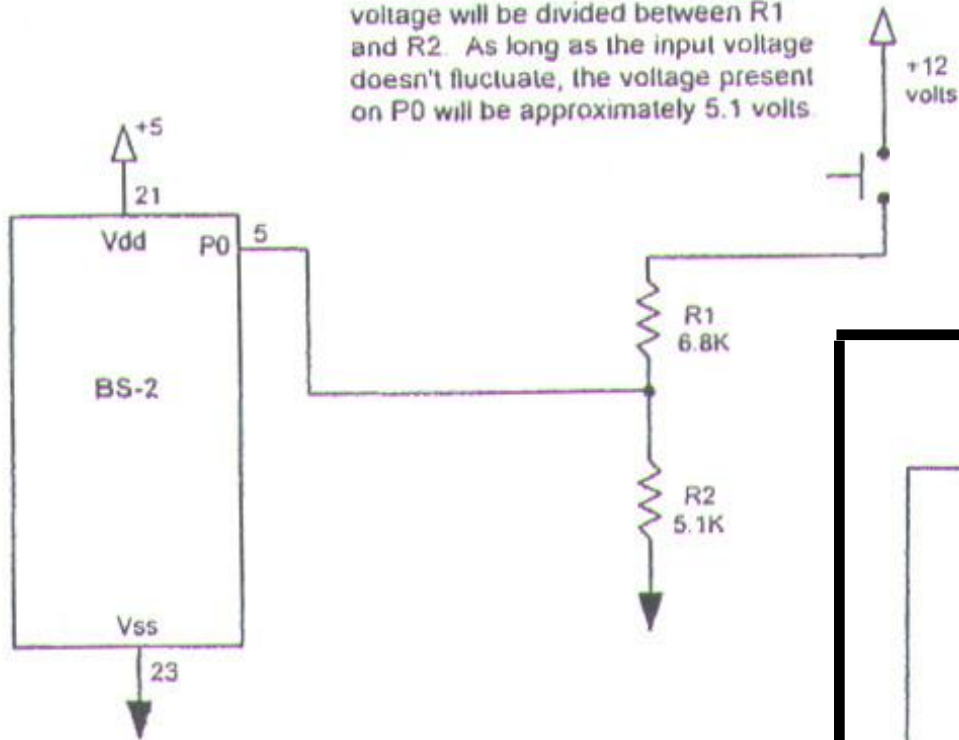 voltage will be divided between R1
and R2. As long as the input voltage
doesn't fluctuate, the voltage present
on P0 will be approximately 5.1 volts.
+12
volts
+5
21
Vdd
P0
5
R1
6.8K
BS-2
R2
5.1K
Vss
23